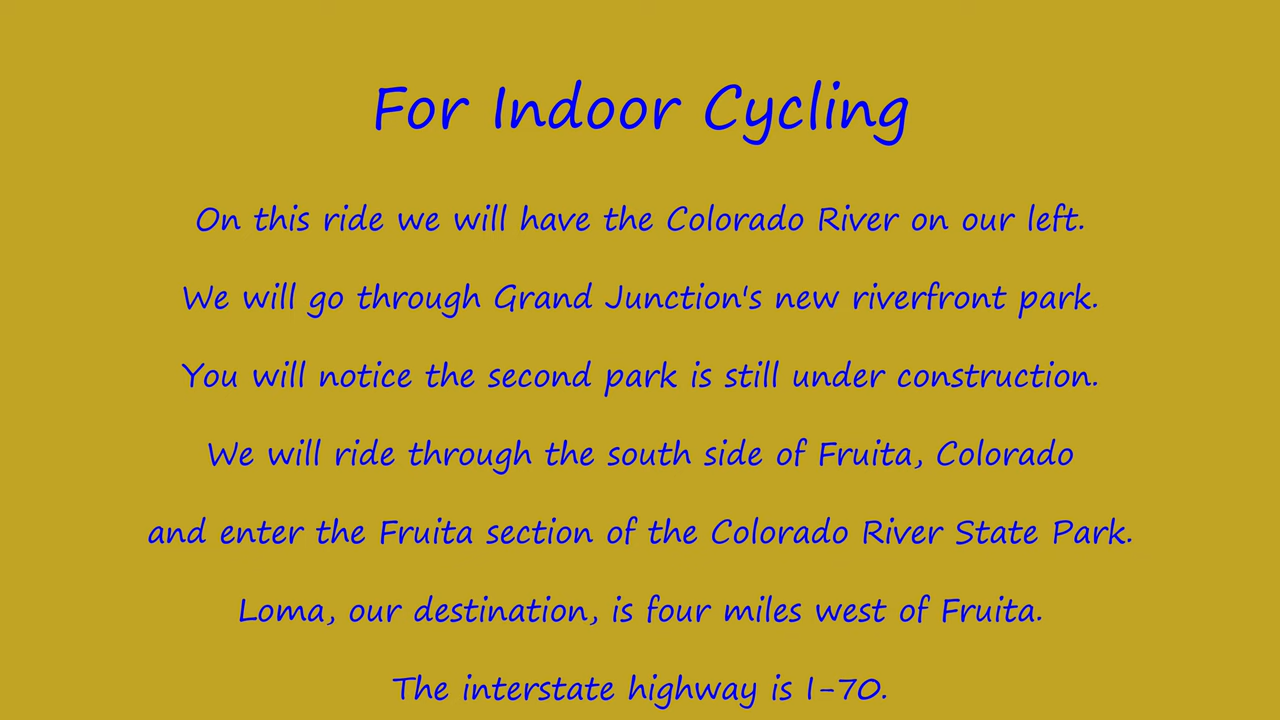 For Indoor Cycling
On this ride we will have the Colorado River on our left.
We will go through Grand Junction's new riverfront park.
You will notice the second park is still under construction.
We will ride through the south side of Fruita, Colorado
and enter the Fruita section of the Colorado River State Park.
Loma, our destination, is four miles west of Fruita.
The interstate highway is I-70.